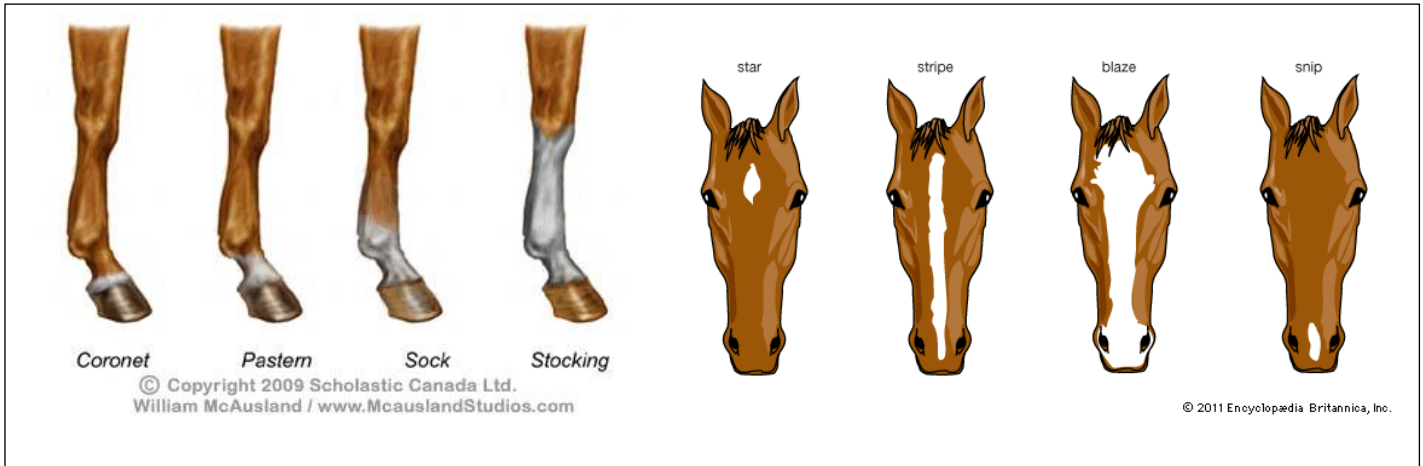 Coronet Pastern Sock Stocking
© Copyright 2009 Scholastic Canada Ltd.
William McAusland / www.McauslandStudios.com
star stripe blaze snip
© 2011 Encyclopædia Britannica, Inc.